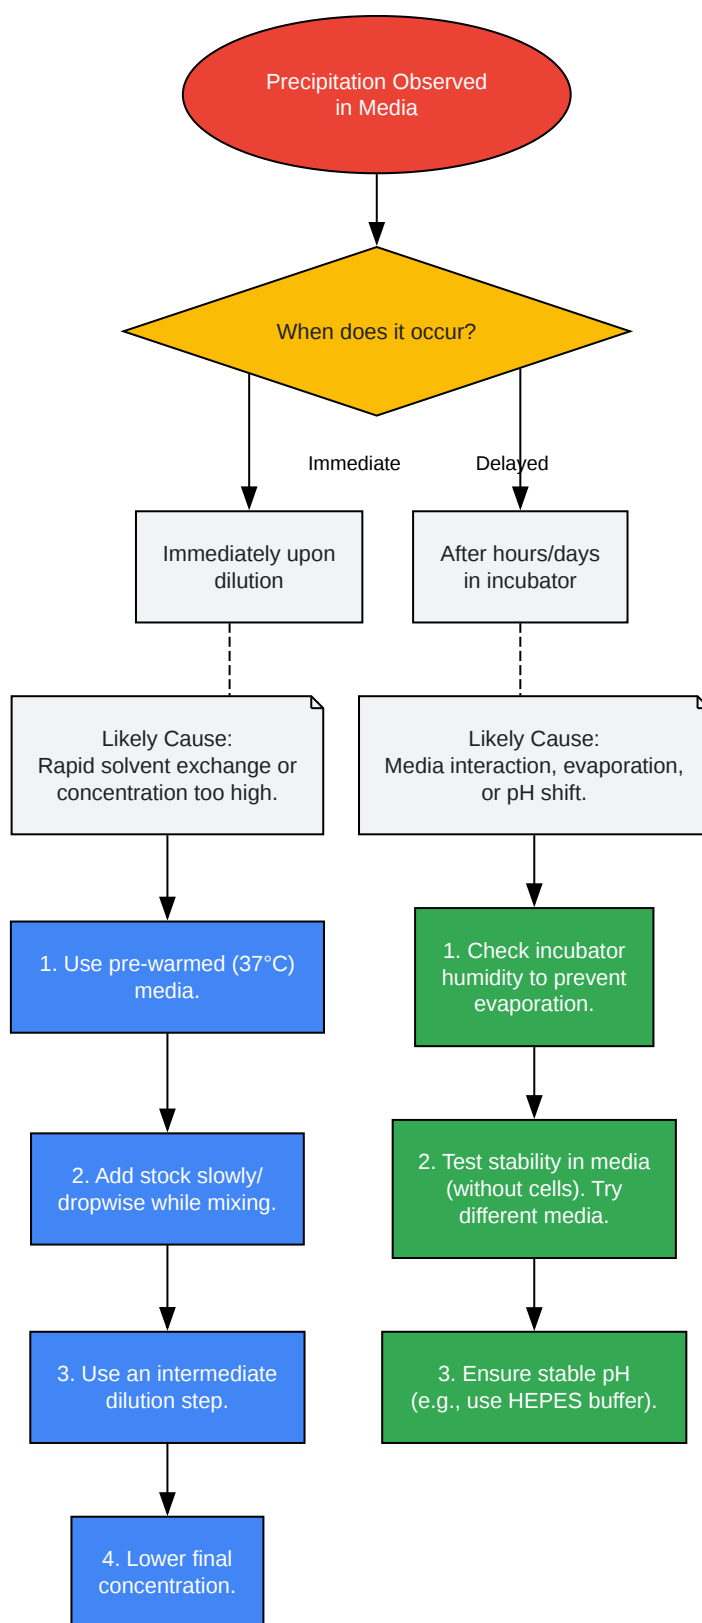 Precipitation Observed
in Media
When does it occur?
Immediate
Delayed
Immediately upon
dilution
After hours/days
in incubator
Likely Cause:
Rapid solvent exchange or
concentration too high.
Likely Cause:
Media interaction, evaporation,
or pH shift.
1. Use pre-warmed (37°C)
media.
1. Check incubator
humidity to prevent
evaporation.
2. Add stock slowly/
dropwise while mixing.
2. Test stability in media
(without cells). Try
different media.
3. Use an intermediate
dilution step.
3. Ensure stable pH
(e.g., use HEPES buffer).
4. Lower final
concentration.